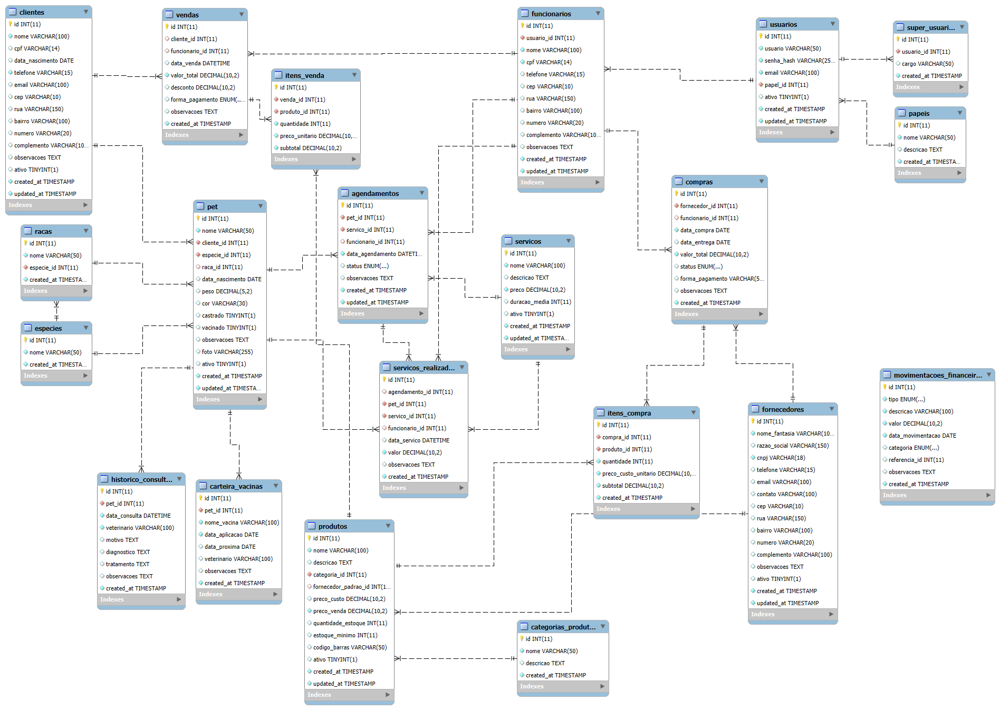 clientes
id INT(11)
nome VARCHAR(100)
cpf VARCHAR(14)
data_nascimento DATE
telefone VARCHAR(15)
email VARCHAR(100)
cep VARCHAR(10)
rua VARCHAR(150)
bairro VARCHAR(100)
numero VARCHAR(20)
complemento VARCHAR(10...
observacoes TEXT
ativo TINYINT(1)
created_at TIMESTAMP
updated_at TIMESTAMP
Indexes
vendas
id INT(11)
cliente_id INT(11)
funcionario_id INT(11)
data_venda DATETIME
valor_total DECIMAL(10,2)
desconto DECIMAL(10,2)
forma_pagamento ENUM(...
observacoes TEXT
created_at TIMESTAMP
Indexes
itens_venda
id INT(11)
venda_id INT(11)
produto_id INT(11)
quantidade INT(11)
preco_unitario DECIMAL(10,...
subtotal DECIMAL(10,2)
Indexes
funcionarios
id INT(11)
usuario_id INT(11)
nome VARCHAR(100)
cpf VARCHAR(14)
telefone VARCHAR(15)
cep VARCHAR(10)
rua VARCHAR(150)
bairro VARCHAR(100)
numero VARCHAR(20)
complemento VARCHAR(10...
observacoes TEXT
created_at TIMESTAMP
updated_at TIMESTAMP
Indexes
usuarios
id INT(11)
usuario VARCHAR(50)
senha_hash VARCHAR(25...
email VARCHAR(100)
papel_id INT(11)
ativo TINYINT(1)
created_at TIMESTAMP
updated_at TIMESTAMP
Indexes
super_usuari...
id INT(11)
usuario_id INT(11)
cargo VARCHAR(50)
created_at TIMESTAMP
Indexes
papeis
id INT(11)
nome VARCHAR(50)
descricao TEXT
created_at TIMESTA...
Indexes
racas
id INT(11)
nome VARCHAR(50)
especie_id INT(11)
created_at TIMESTA...
Indexes
especies
id INT(11)
nome VARCHAR(50)
created_at TIMESTA...
Indexes
pet
id INT(11)
nome VARCHAR(50)
cliente_id INT(11)
especie_id INT(11)
raca_id INT(11)
data_nascimento DATE
peso DECIMAL(5,2)
cor VARCHAR(30)
castrado TINYINT(1)
vacinado TINYINT(1)
observacoes TEXT
foto VARCHAR(255)
ativo TINYINT(1)
created_at TIMESTAMP
updated_at TIMESTA...
Indexes
agendamentos
id INT(11)
pet_id INT(11)
servico_id INT(11)
funcionario_id INT(11)
data_agendamento DATETI...
status ENUM(...)
observacoes TEXT
created_at TIMESTAMP
updated_at TIMESTAMP
Indexes
servicos
id INT(11)
nome VARCHAR(100)
descricao TEXT
preco DECIMAL(10,2)
duracao_media INT(11)
ativo TINYINT(1)
created_at TIMESTAMP
updated_at TIMESTA...
Indexes
compras
id INT(11)
fornecedor_id INT(11)
funcionario_id INT(11)
data_compra DATE
data_entrega DATE
valor_total DECIMAL(10,2)
status ENUM(...)
forma_pagamento VARCHAR(5...
observacoes TEXT
created_at TIMESTAMP
Indexes
servicos_realizad...
id INT(11)
agendamento_id INT(11)
pet_id INT(11)
servico_id INT(11)
funcionario_id INT(11)
data_servico DATETIME
valor DECIMAL(10,2)
observacoes TEXT
created_at TIMESTAMP
Indexes
itens_compra
id INT(11)
compra_id INT(11)
produto_id INT(11)
quantidade INT(11)
preco_custo_unitario DECIMAL(10,...
subtotal DECIMAL(10,2)
created_at TIMESTAMP
Indexes
fornecedores
id INT(11)
nome_fantasia VARCHAR(10...
razao_social VARCHAR(150)
cnpj VARCHAR(18)
telefone VARCHAR(15)
email VARCHAR(100)
contato VARCHAR(100)
cep VARCHAR(10)
rua VARCHAR(150)
bairro VARCHAR(100)
numero VARCHAR(20)
complemento VARCHAR(100)
observacoes TEXT
ativo TINYINT(1)
created_at TIMESTAMP
updated_at TIMESTAMP
Indexes
movimentacoes_financeir...
id INT(11)
tipo ENUM(...)
descricao VARCHAR(100)
valor DECIMAL(10,2)
data_movimentacao DATE
categoria ENUM(...)
referencia_id INT(11)
observacoes TEXT
created_at TIMESTAMP
Indexes
historico_consult...
id INT(11)
pet_id INT(11)
data_consulta DATETIME
veterinario VARCHAR(100)
motivo TEXT
diagnostico TEXT
tratamento TEXT
observacoes TEXT
created_at TIMESTAMP
Indexes
carteira_vacinas
id INT(11)
pet_id INT(11)
nome_vacina VARCHAR(100)
data_aplicacao DATE
data_proxima DATE
veterinario VARCHAR(100)
observacoes TEXT
created_at TIMESTAMP
Indexes
produtos
id INT(11)
nome VARCHAR(100)
descricao TEXT
categoria_id INT(11)
fornecedor_padrao_id INT(1...
preco_custo DECIMAL(10,2)
preco_venda DECIMAL(10,2)
quantidade_estoque INT(11)
estoque_minimo INT(11)
codigo_barras VARCHAR(50)
ativo TINYINT(1)
created_at TIMESTAMP
updated_at TIMESTAMP
Indexes
categorias_produt...
id INT(11)
nome VARCHAR(50)
descricao TEXT
created_at TIMESTAMP
Indexes